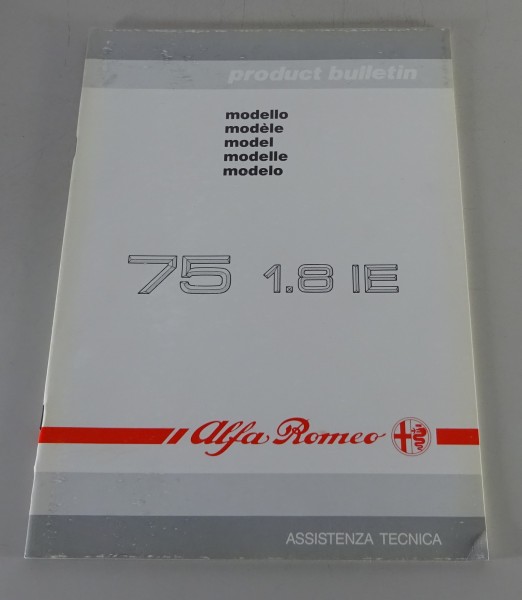 product bulletin
modello
modèle
model
modelle
modelo
75 1.8 IE
Alfa Romeo
ASSISTENZA TECNICA